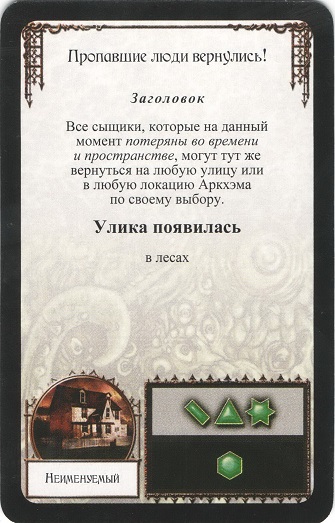 Пропавшие люди вернулись!
Заголовок
Все сыщики, которые на данный
момент потеряны во времени
и пространстве, могут тут же
вернуться на любую улицу или
в любую локацию Аркхэма
по своему выбору.
Улика появилась
в лесах
Неименуемый